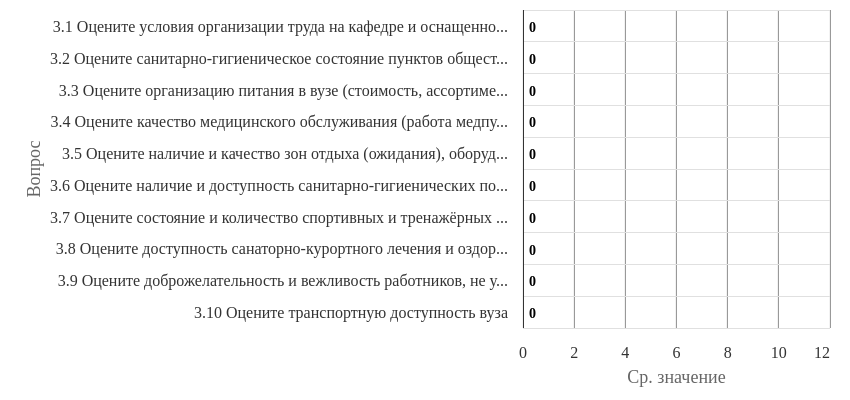 3.1 Оцените условия организации труда на кафедре и оснащенно... 0
3.2 Оцените санитарно-гигиеническое состояние пунктов общест... 0
3.3 Оцените организацию питания в вузе (стоимость, ассортиме... 0
3.4 Оцените качество медицинского обслуживания (работа медпу... 0
3.5 Оцените наличие и качество зон отдыха (ожидания), оборуд... 0
3.6 Оцените наличие и доступность санитарно-гигиенических по... 0
3.7 Оцените состояние и количество спортивных и тренажёрных ... 0
3.8 Оцените доступность санаторно-курортного лечения и оздор... 0
3.9 Оцените доброжелательность и вежливость работников, не у... 0
3.10 Оцените транспортную доступность вуза 0
Вопрос
0 2 4 6 8 10 12
Ср. значение